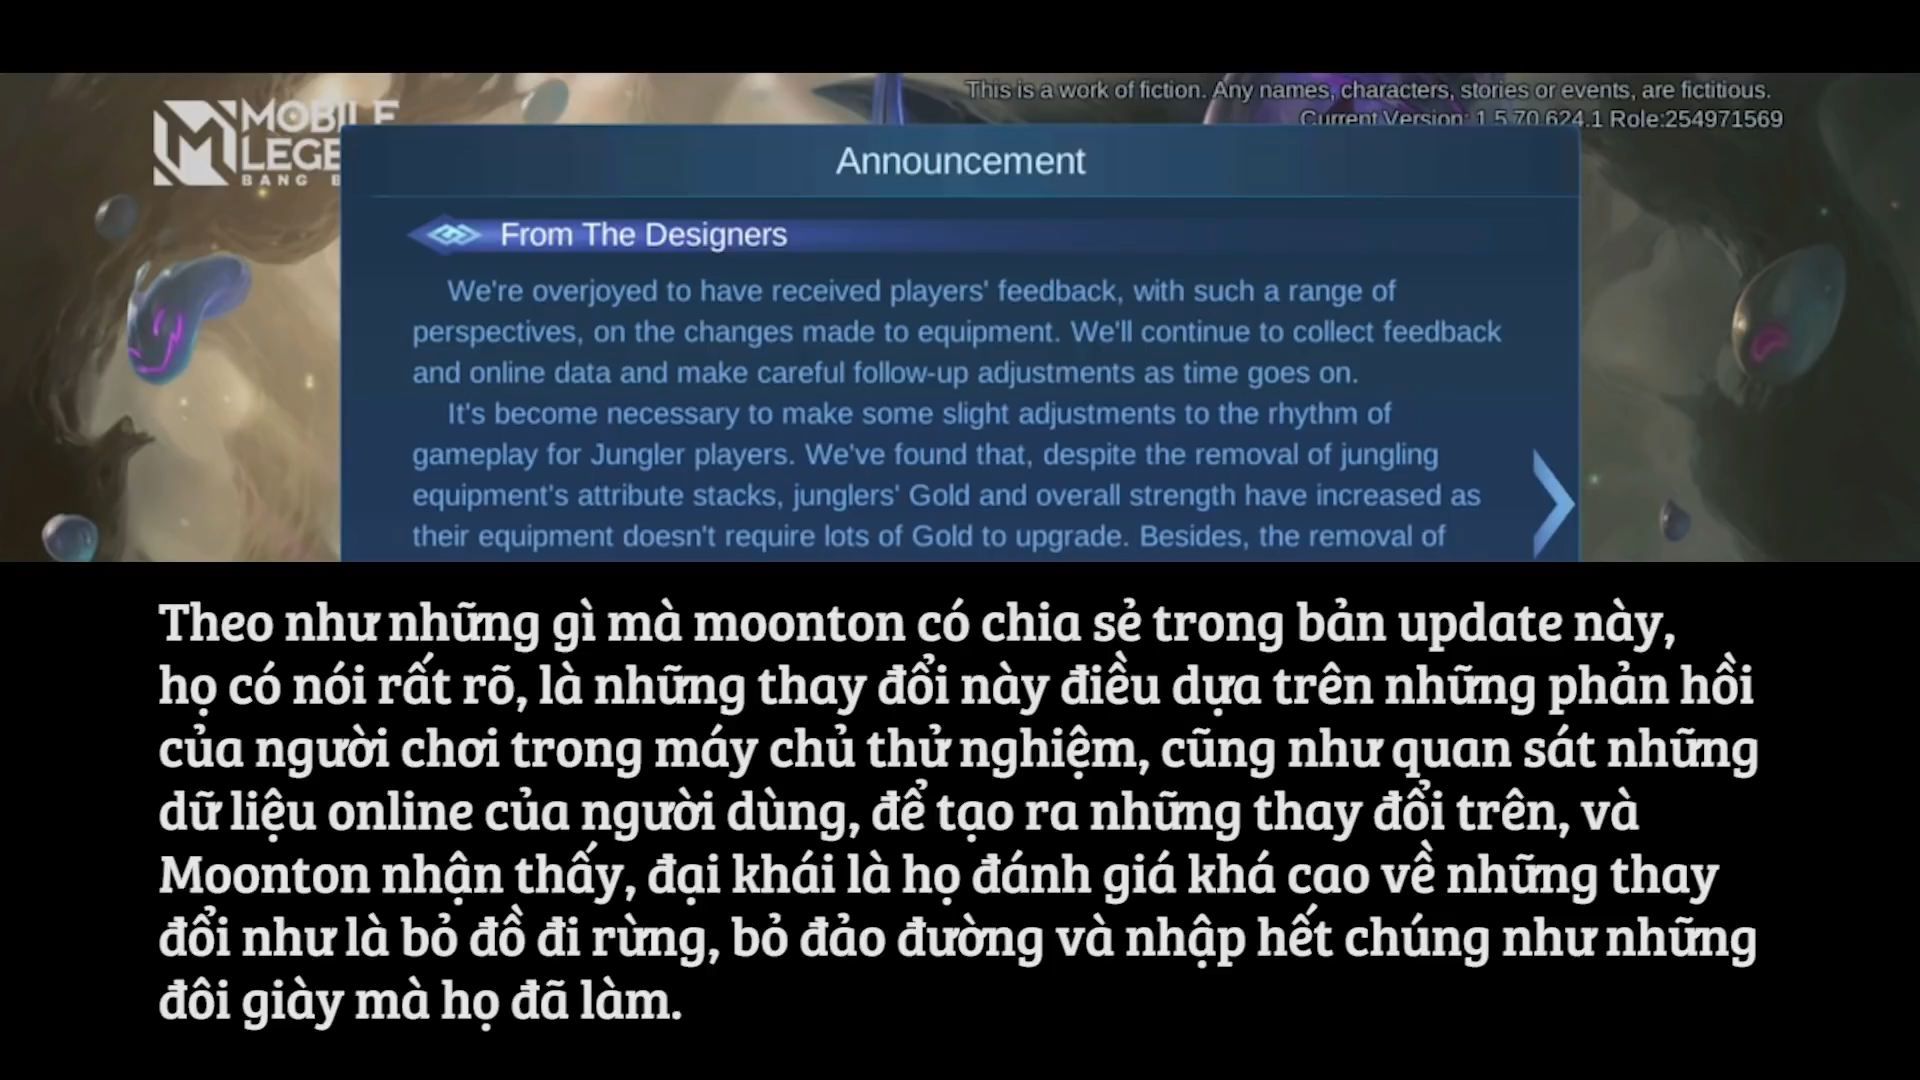 MOBILE
LEGE
BANG B
This is a work of fiction. Any names, characters, stories or events, are fictitious.
Current Version: 1.5.70.624.1 Role:254971569
Announcement
From The Designers
We're overjoyed to have received players' feedback, with such a range of
perspectives, on the changes made to equipment. We'll continue to collect feedback
and online data and make careful follow-up adjustments as time goes on.
It's become necessary to make some slight adjustments to the rhythm of
gameplay for Jungler players. We've found that, despite the removal of jungling
equipment's attribute stacks, junglers' Gold and overall strength have increased as
their equipment doesn't require lots of Gold to upgrade. Besides, the removal of
Theo như những gì mà moonton có chia sẻ trong bản update này,
họ có nói rất rõ, là những thay đổi này điều dựa trên những phản hồi
của người chơi trong máy chủ thử nghiệm, cũng như quan sát những
dữ liệu online của người dùng, để tạo ra những thay đổi trên, và
Moonton nhận thấy, đại khái là họ đánh giá khá cao về những thay
đổi như là bỏ đồ đi rừng, bỏ đảo đường và nhập hết chúng như những
đôi giày mà họ đã làm.